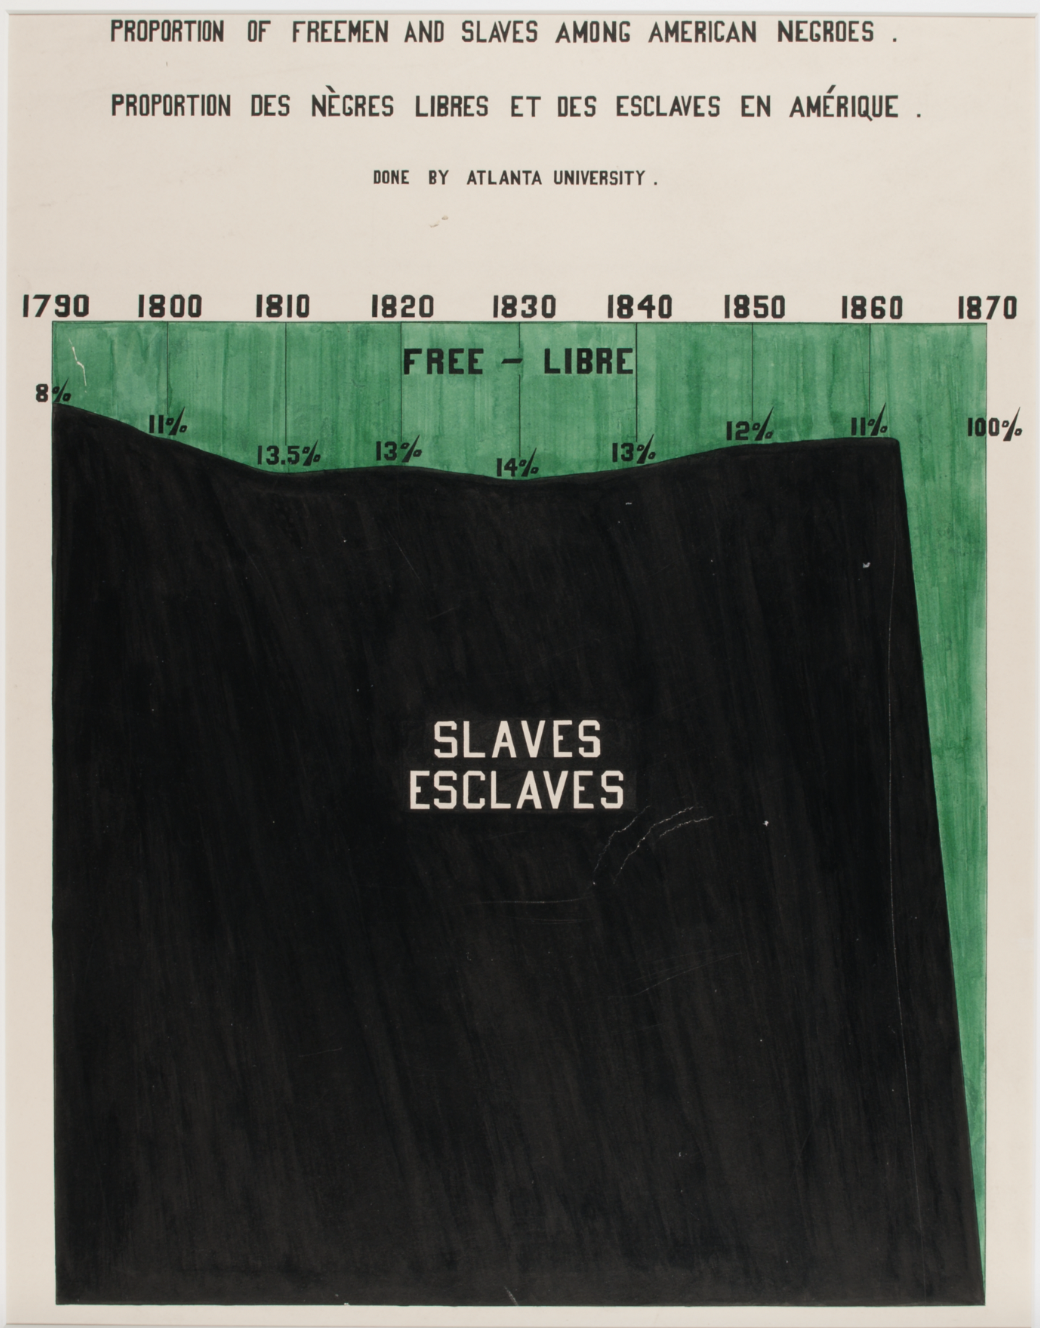 PROPORTION OF FREEMEN AND SLAVES AMONG AMERICAN NEGROES .
PROPORTION DES NÈGRES LIBRES ET DES ESCLAVES EN AMÉRIQUE .
DONE BY ATLANTA UNIVERSITY .
1790 1800 1810 1820 1830 1840 1850 1860 1870
FREE – LIBRE
8% 11% 13.5% 13% 14% 13% 12% 11% 100%
SLAVES
ESCLAVES